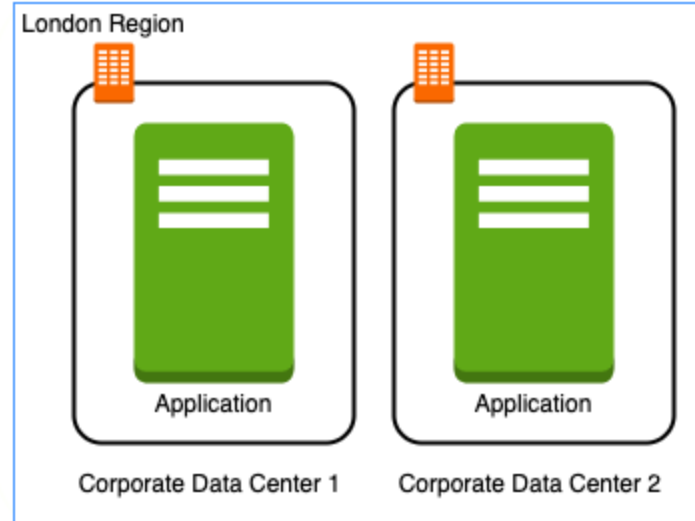 London Region
Application
Application
Corporate Data Center 1
Corporate Data Center 2